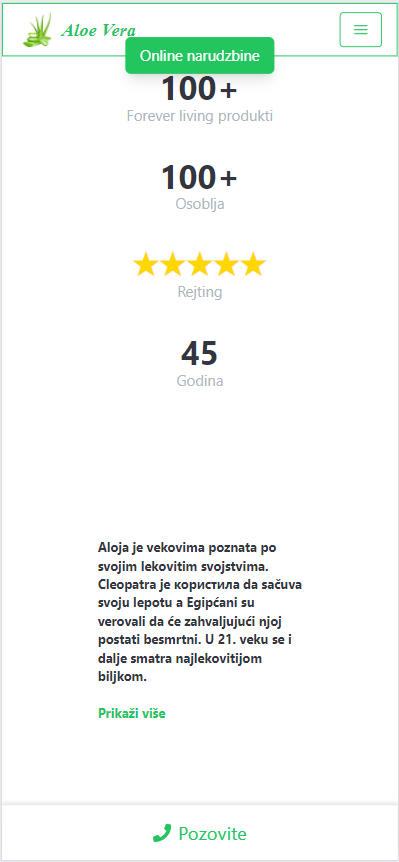 Aloe Vera
Online narudzbine
100+
Forever living produkti
100+
Osoblja
Rejting
45
Godina
Aloja je vekovima poznata po
svojim lekovitim svojstvima.
Cleopatra je користила da sačuva
svoju lepotu a Egipćani su
verovali da će zahvaljujući njoj
postati besmrtni. U 21. veku se i
dalje smatra najlekovitijom
biljkom.
Prikaži više
Pozovite